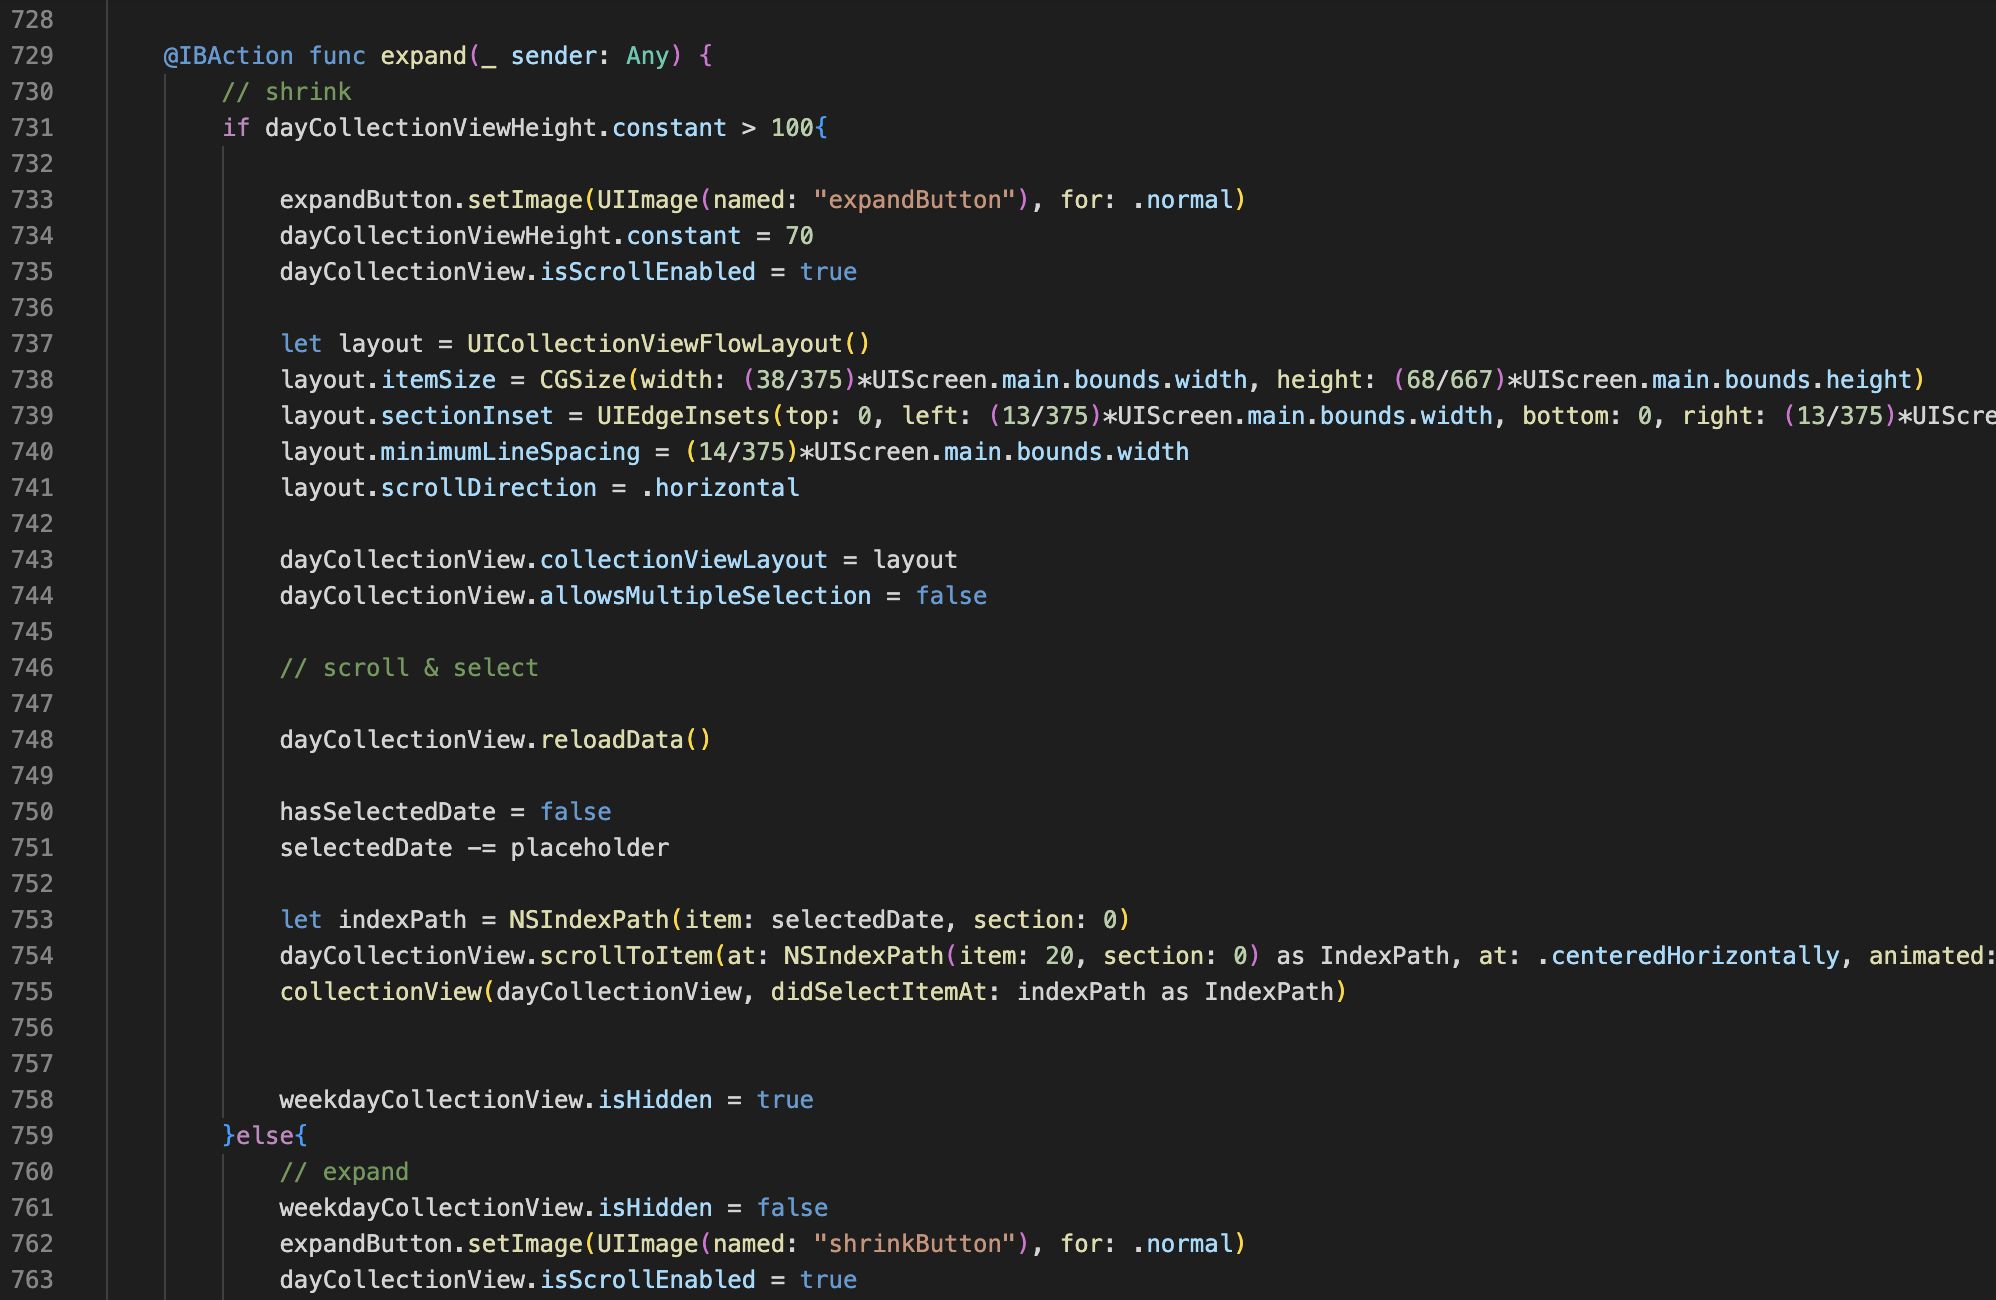 728
729 @IBAction func expand(_ sender: Any) {
730 // shrink
731 if dayCollectionViewHeight.constant > 100{
732
733 expandButton.setImage(UIImage(named: "expandButton"), for: .normal)
734 dayCollectionViewHeight.constant = 70
735 dayCollectionView.isScrollEnabled = true
736
737 let layout = UICollectionViewFlowLayout()
738 layout.itemSize = CGSize(width: (38/375)*UIScreen.main.bounds.width, height: (68/667)*UIScreen.main.bounds.height)
739 layout.sectionInset = UIEdgeInsets(top: 0, left: (13/375)*UIScreen.main.bounds.width, bottom: 0, right: (13/375)*UIScre
740 layout.minimumLineSpacing = (14/375)*UIScreen.main.bounds.width
741 layout.scrollDirection = .horizontal
742
743 dayCollectionView.collectionViewLayout = layout
744 dayCollectionView.allowsMultipleSelection = false
745
746 // scroll & select
747
748 dayCollectionView.reloadData()
749
750 hasSelectedDate = false
751 selectedDate -= placeholder
752
753 let indexPath = NSIndexPath(item: selectedDate, section: 0)
754 dayCollectionView.scrollToItem(at: NSIndexPath(item: 20, section: 0) as IndexPath, at: .centeredHorizontally, animated:
755 collectionView(dayCollectionView, didSelectItemAt: indexPath as IndexPath)
756
757
758 weekdayCollectionView.isHidden = true
759 }else{
760 // expand
761 weekdayCollectionView.isHidden = false
762 expandButton.setImage(UIImage(named: "shrinkButton"), for: .normal)
763 dayCollectionView.isScrollEnabled = true